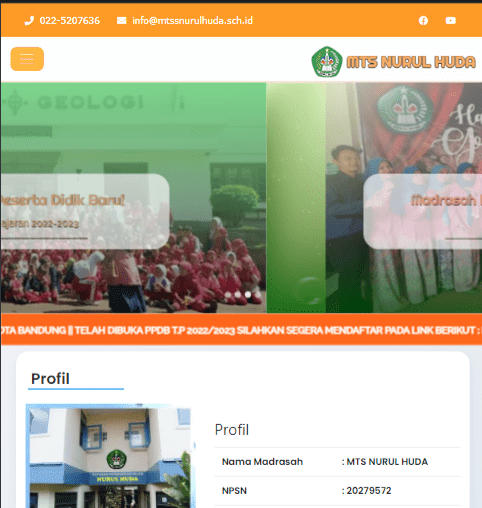 022-5207636 info@mtssnurulhuda.sch.id
MTS NURUL HUDA
GEOLOGI
Peserta Didik Baru!
ajaran 2022-2023
Madrasah
OTA BANDUNG || TELAH DIBUKA PPDB T.P 2022/2023 SILAHKAN SEGERA MENDAFTAR PADA LINK BERIKUT :
Profil
NURUL HUDA
Profil
Nama Madrasah : MTS NURUL HUDA
NPSN : 20279572